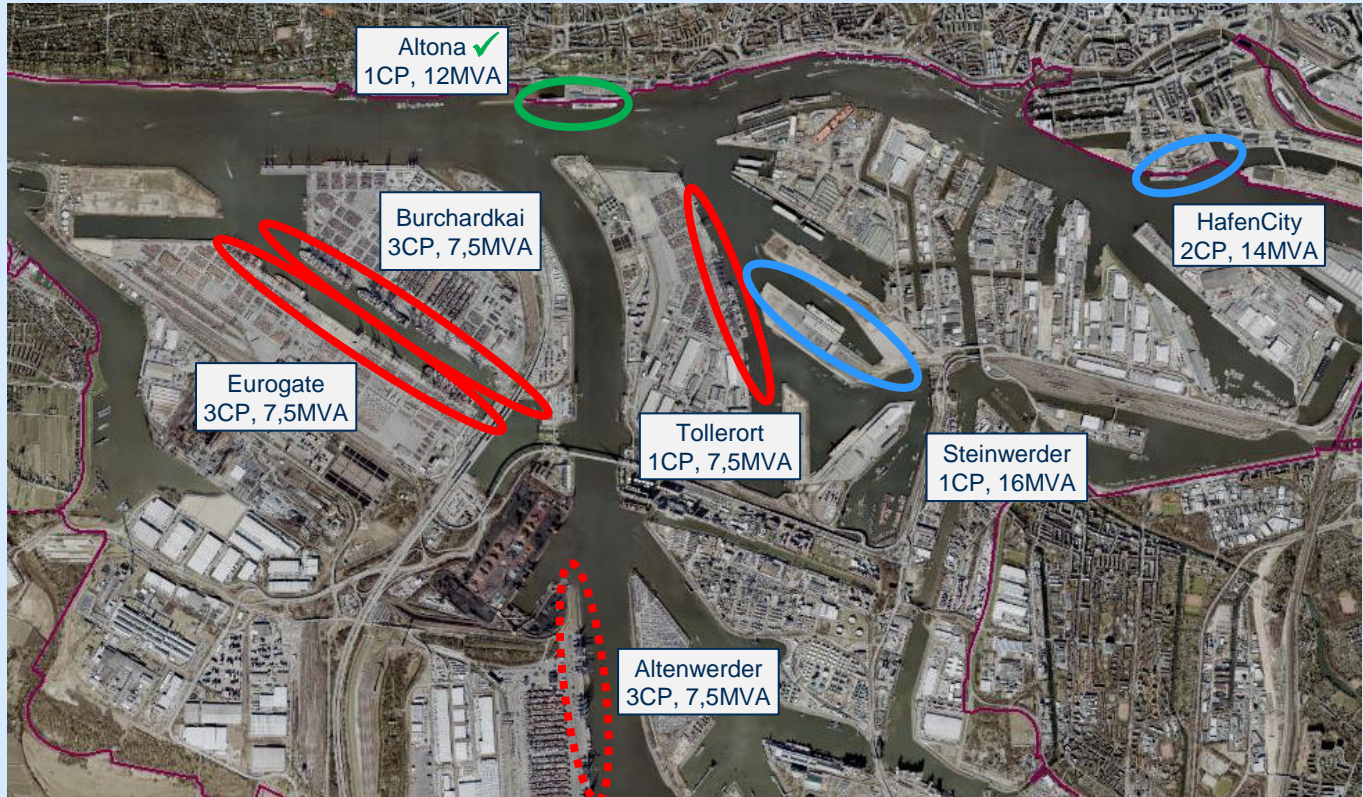 Altona ✓
1CP, 12MVA
Burchardkai
3CP, 7,5MVA
HafenCity
2CP, 14MVA
Eurogate
3CP, 7,5MVA
Tollerort
1CP, 7,5MVA
Steinwerder
1CP, 16MVA
Altenwerder
3CP, 7,5MVA